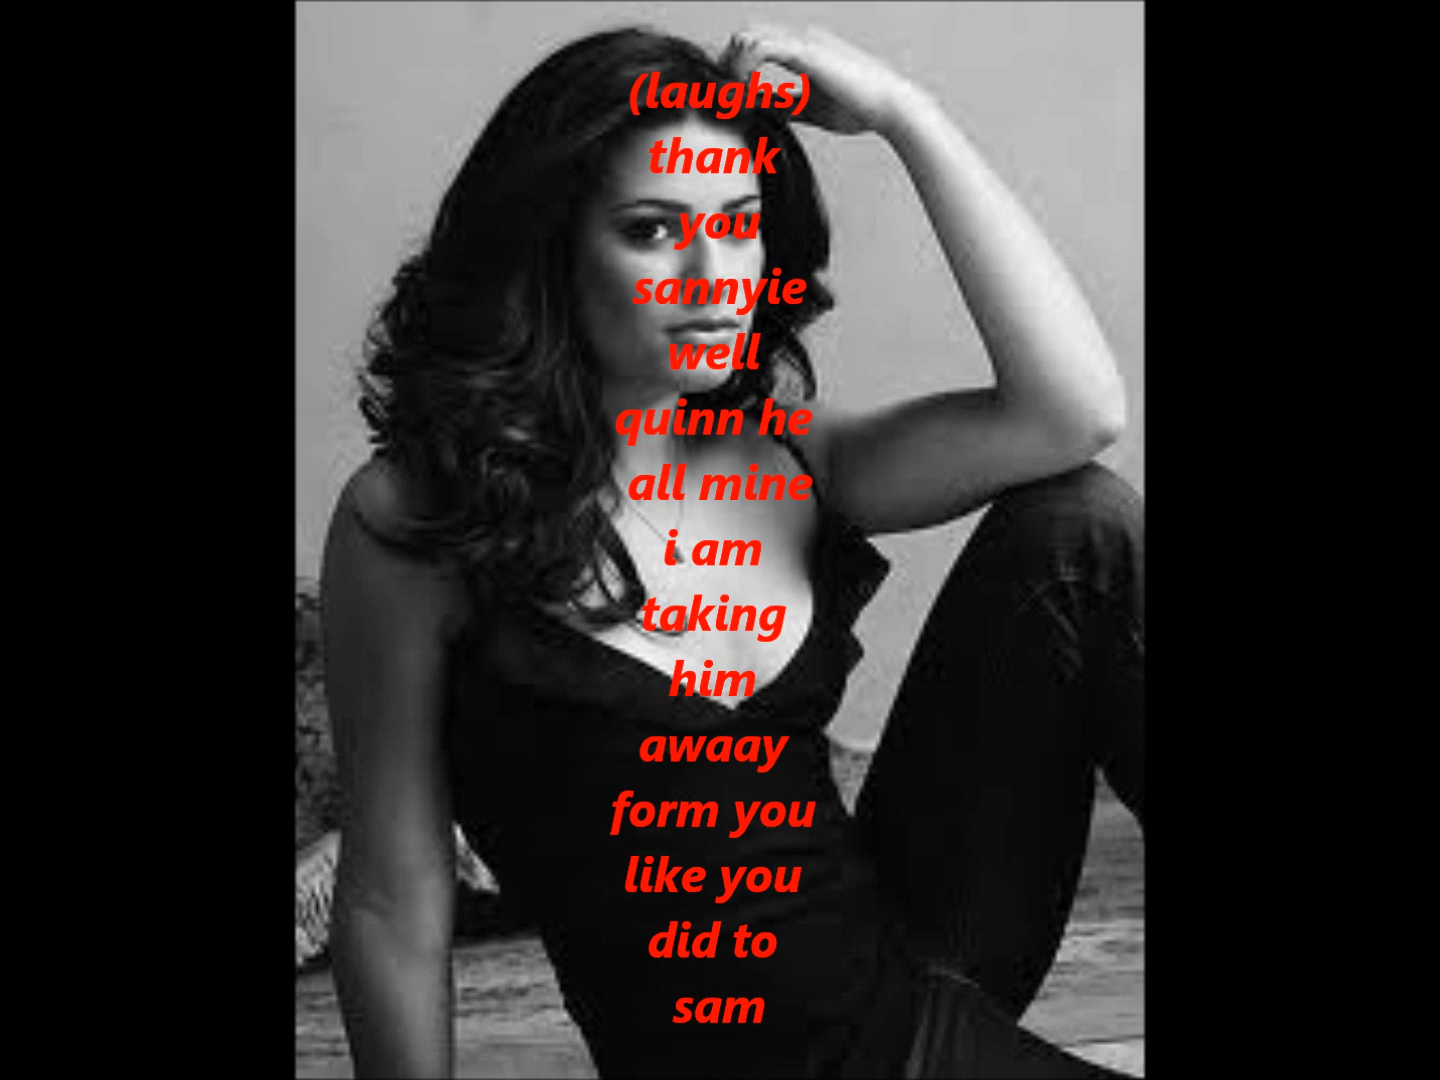 (laughs)
thank
you
sannyie
well
quinn he
all mine
i am
taking
him
awaay
form you
like you
did to
sam